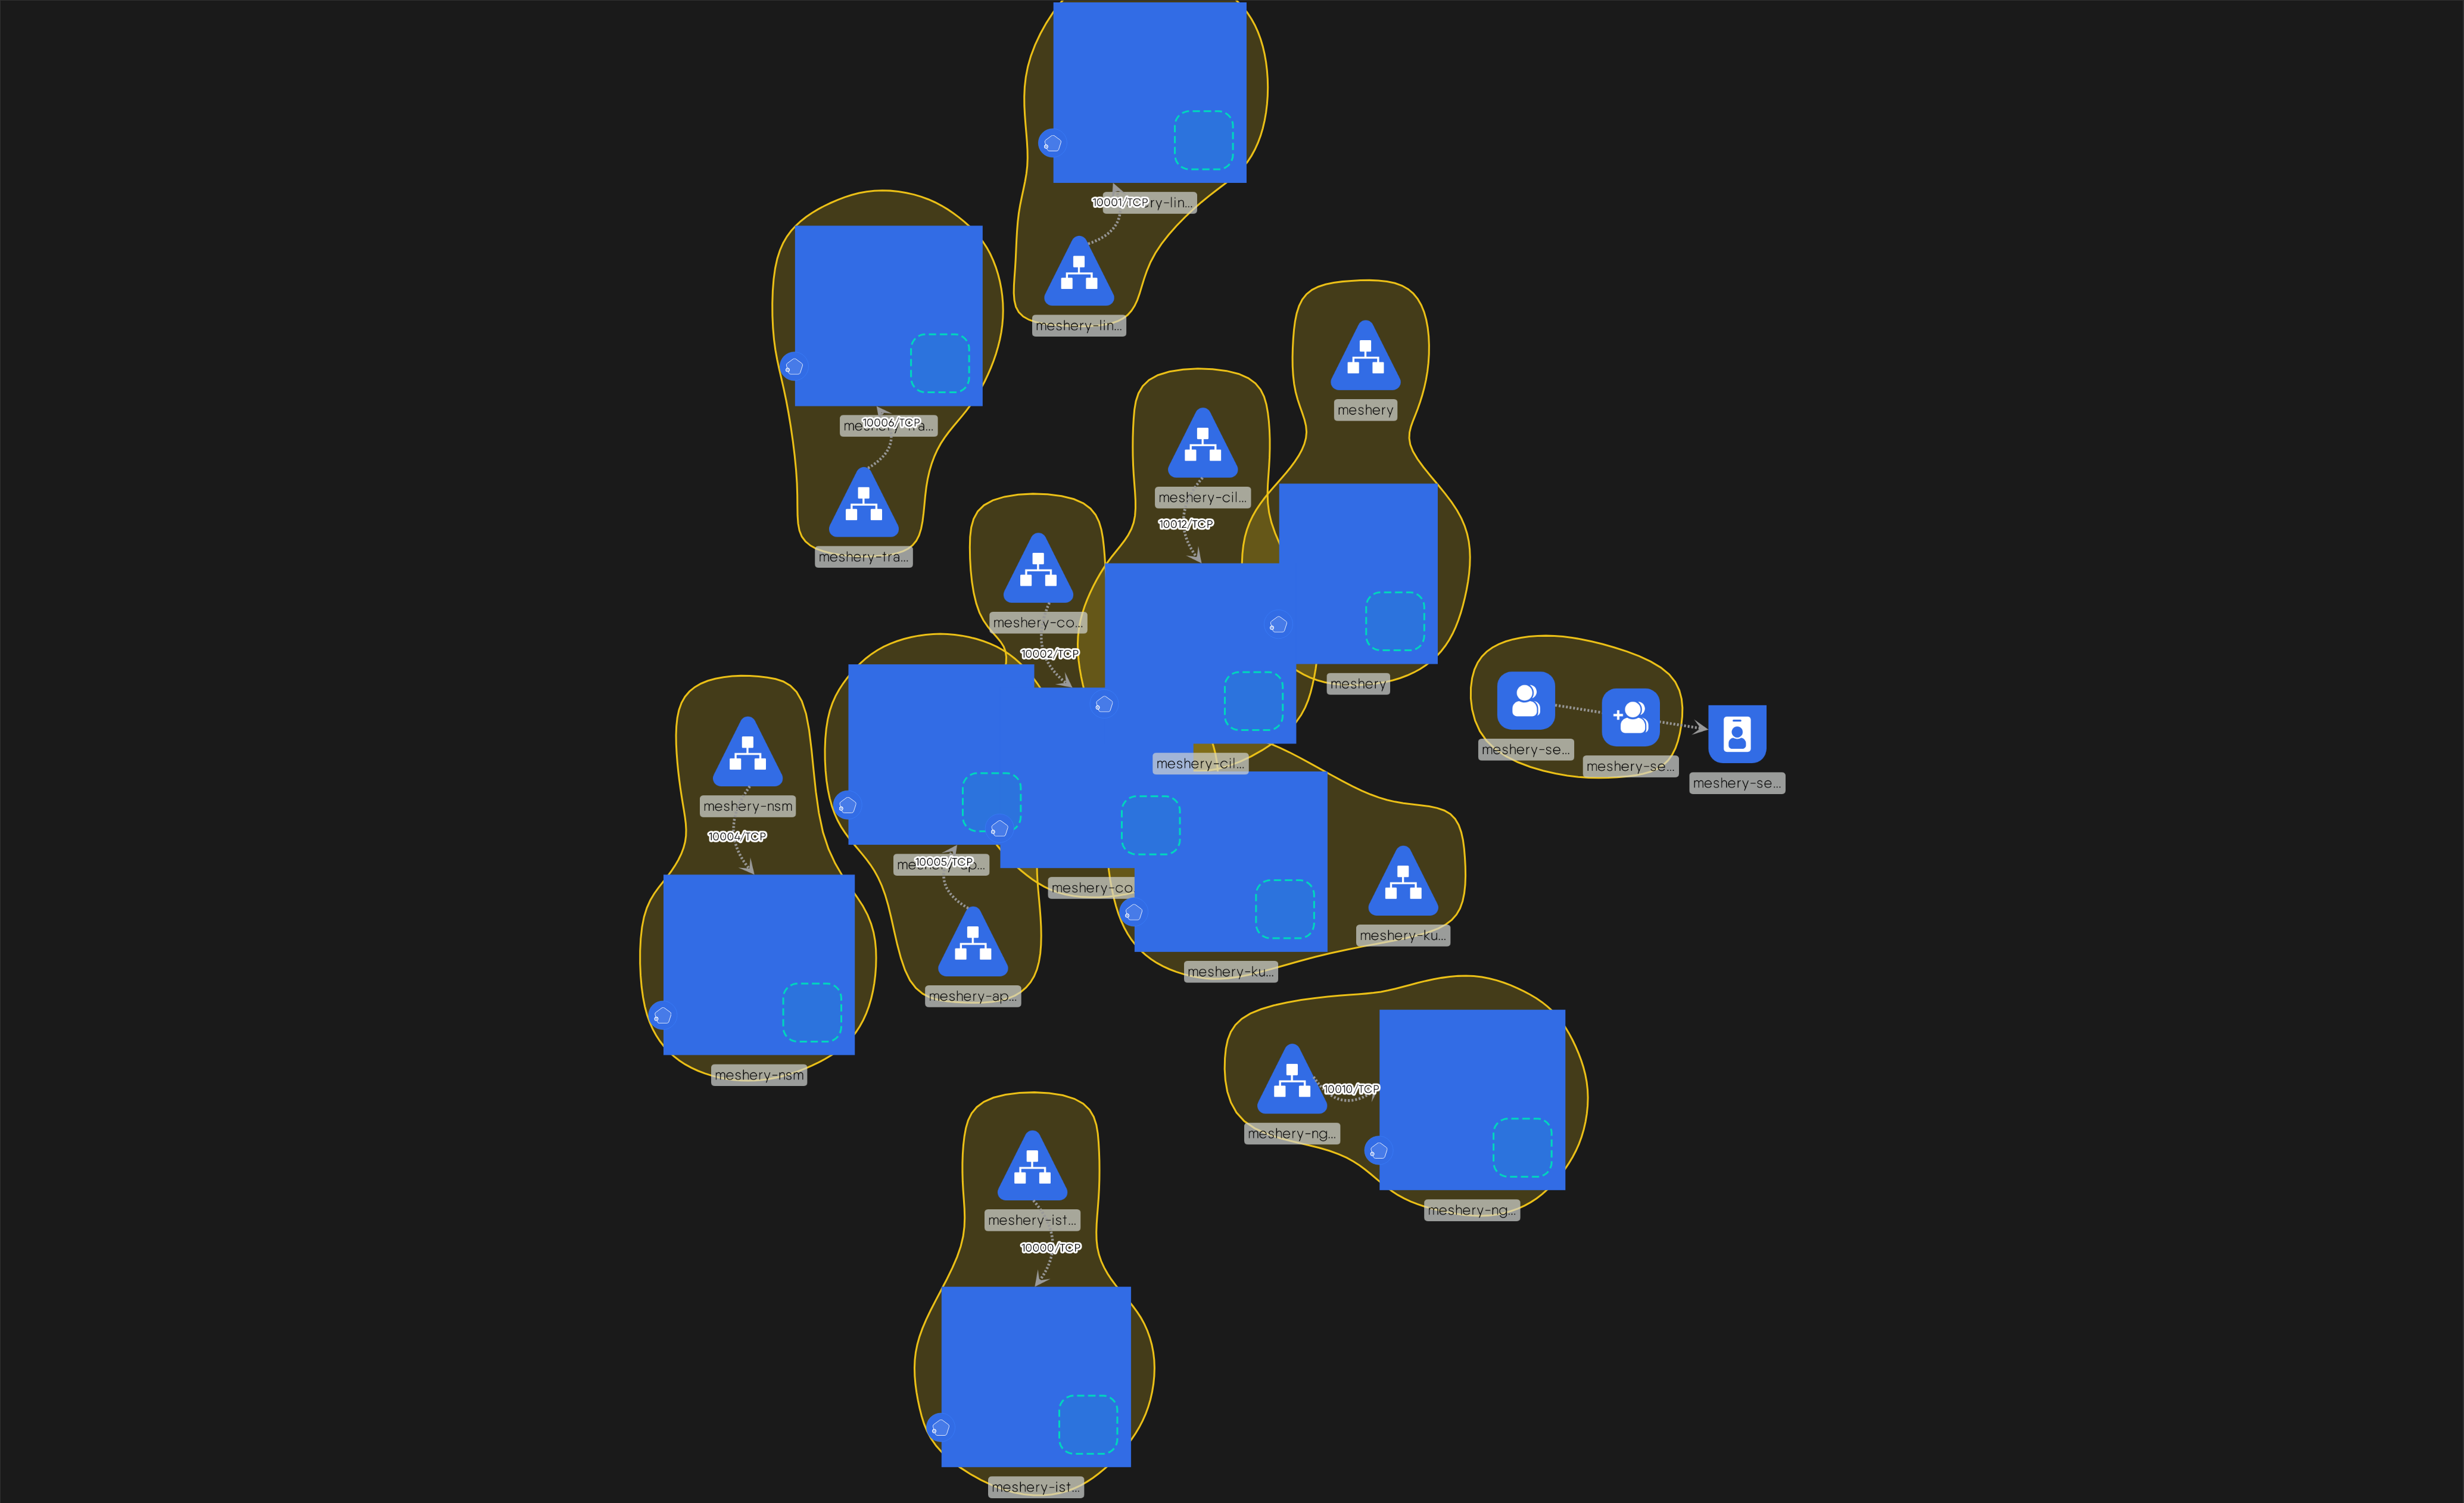 10001/TCP
ry-lin...
meshery-lin...
10006/TCP
meshery-tra...
meshery
meshery-cil...
10012/TCP
meshery-co...
10002/TCP
meshery
meshery-se...
meshery-se...
meshery-se...
meshery-cil...
meshery-nsm
10004/TCP
10005/TCP
meshery-co
meshery-ku...
meshery-ku...
meshery-ap...
meshery-nsm
10010/TCP
meshery-ng...
meshery-ng...
meshery-ist...
10000/TCP
meshery-ist...